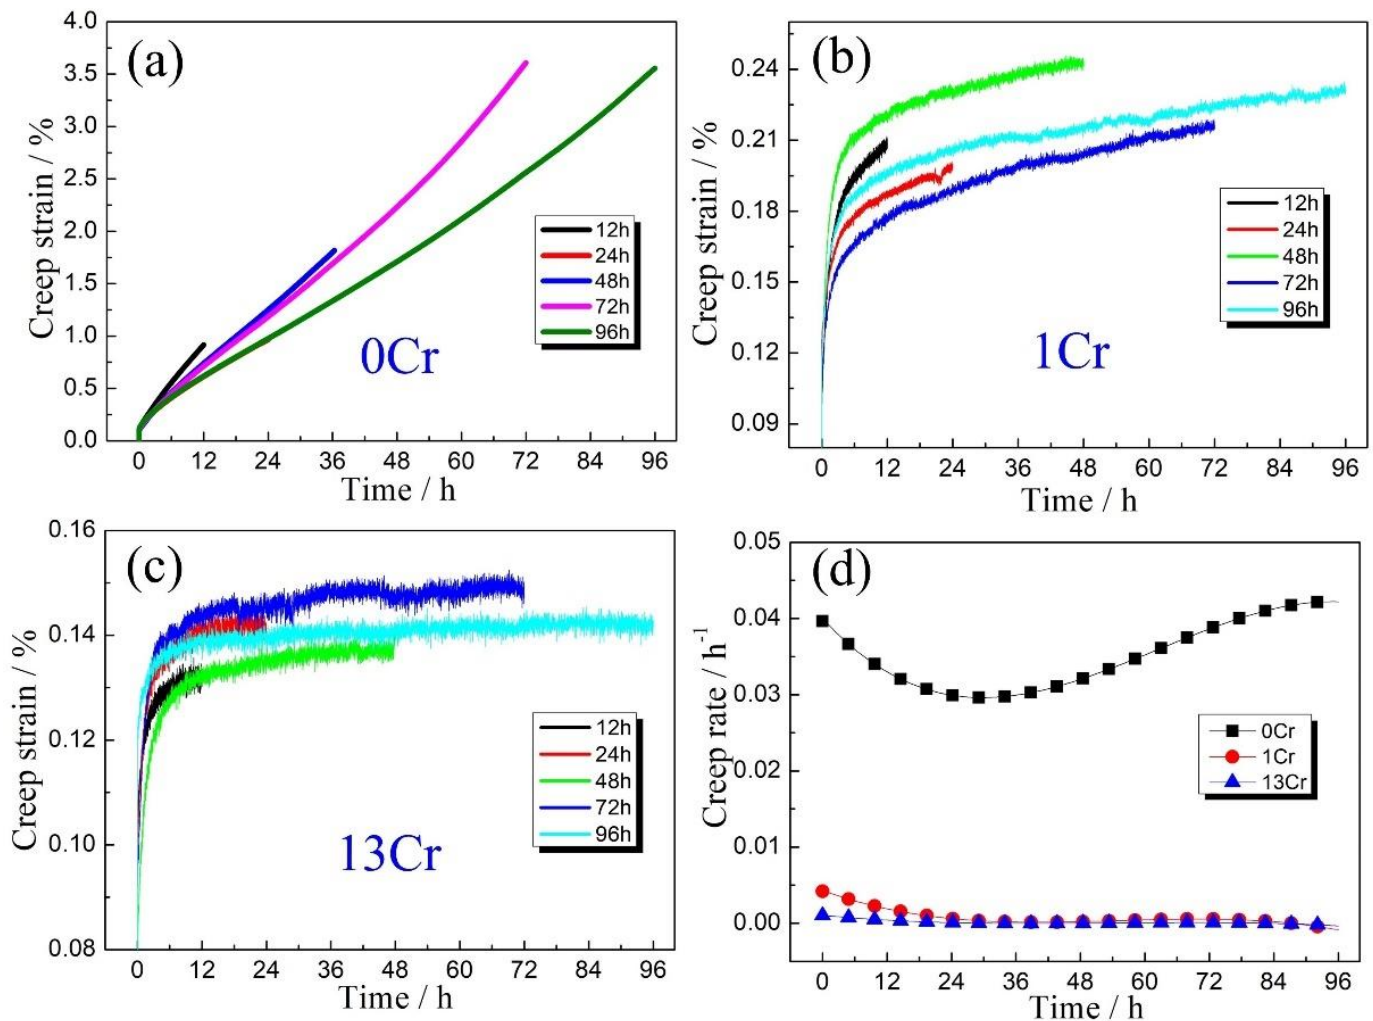 (a)
4.0
3.5
3.0
2.5
2.0
1.5
1.0
0.5
0.0
Creep strain / %
0 12 24 36 48 60 72 84 96
Time / h
12h
24h
48h
72h
96h
0Cr
(b)
0.24
0.21
0.18
0.15
0.12
0.09
Creep strain / %
0 12 24 36 48 60 72 84 96
Time / h
12h
24h
48h
72h
96h
1Cr
(c)
0.16
0.14
0.12
0.10
0.08
Creep strain / %
0 12 24 36 48 60 72 84 96
Time / h
12h
24h
48h
72h
96h
13Cr
(d)
0.05
0.04
0.03
0.02
0.01
0.00
Creep rate / h⁻¹
0 12 24 36 48 60 72 84 96
Time / h
0Cr
1Cr
13Cr